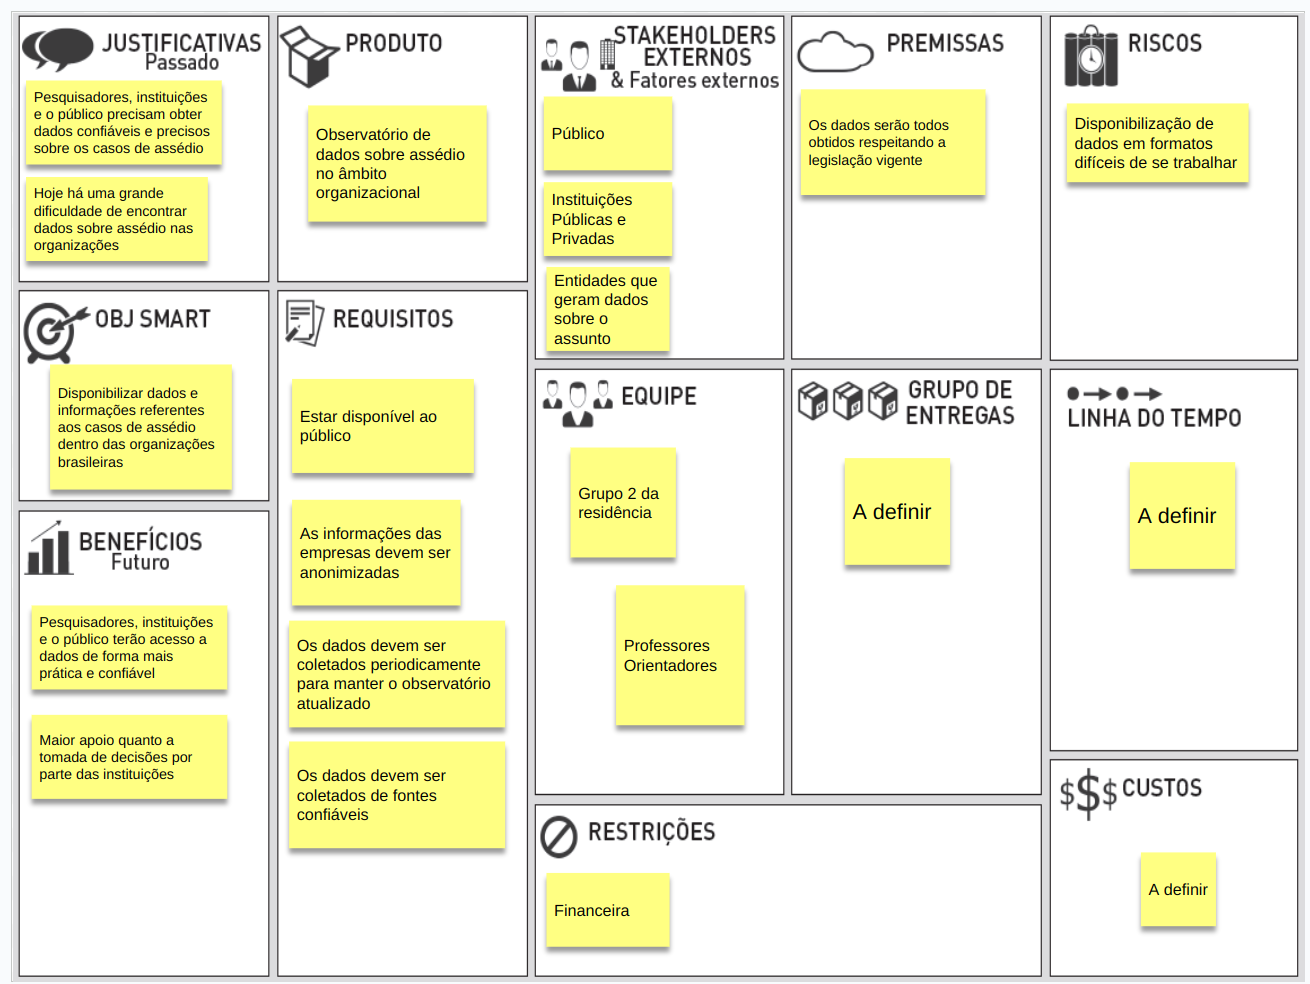 JUSTIFICATIVAS
Passado
Pesquisadores, instituições
e o público precisam obter
dados confiáveis e precisos
sobre os casos de assédio
Hoje há uma grande
dificuldade de encontrar
dados sobre assédio nas
organizações
OBJ SMART
Disponibilizar dados e
informações referentes
aos casos de assédio
dentro das organizações
brasileiras
BENEFÍCIOS
Futuro
Pesquisadores, instituições
e o público terão acesso a
dados de forma mais
prática e confiável
Maior apoio quanto a
tomada de decisões por
parte das instituições
PRODUTO
Observatório de
dados sobre assédio
no âmbito
organizacional
REQUISITOS
Estar disponível ao
público
As informações das
empresas devem ser
anonimizadas
Os dados devem ser
coletados periodicamente
para manter o observatório
atualizado
Os dados devem ser
coletados de fontes
confiáveis
STAKEHOLDERS
EXTERNOS
& Fatores externos
Público
Instituições
Públicas e
Privadas
Entidades que
geram dados
sobre o
assunto
EQUIPE
Grupo 2 da
residência
Professores
Orientadores
PREMISSAS
Os dados serão todos
obtidos respeitando a
legislação vigente
GRUPO DE
ENTREGAS
A definir
RESTRIÇÕES
Financeira
RISCOS
Disponibilização de
dados em formatos
difíceis de se trabalhar
LINHA DO TEMPO
A definir
$$$ CUSTOS
A definir